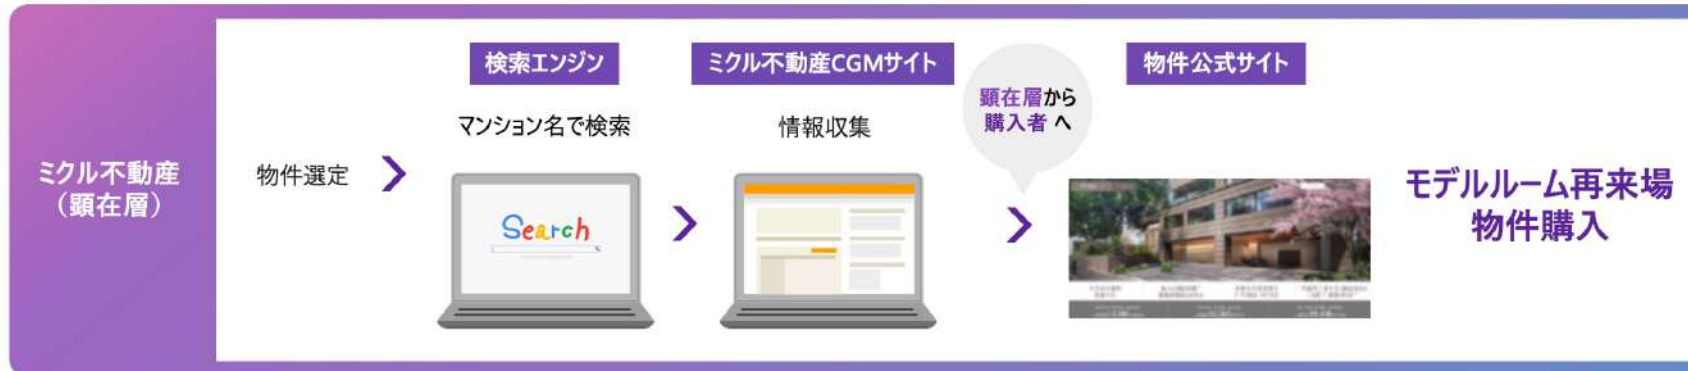 ミクル不動産
（顕在層）
物件選定
検索エンジン
マンション名で検索
Search
ミクル不動産CGMサイト
情報収集
顕在層から
購入者 へ
物件公式サイト
モデルルーム再来場
物件購入